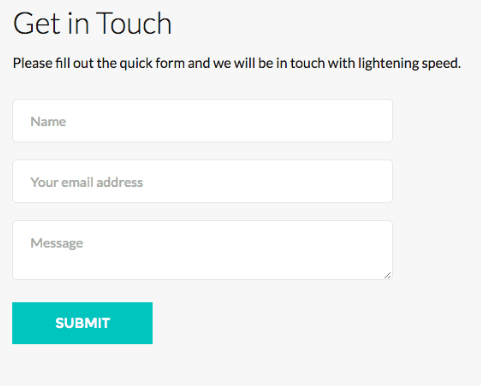 Get in Touch
Please fill out the quick form and we will be in touch with lightening speed.
Name
Your email address
Message
SUBMIT